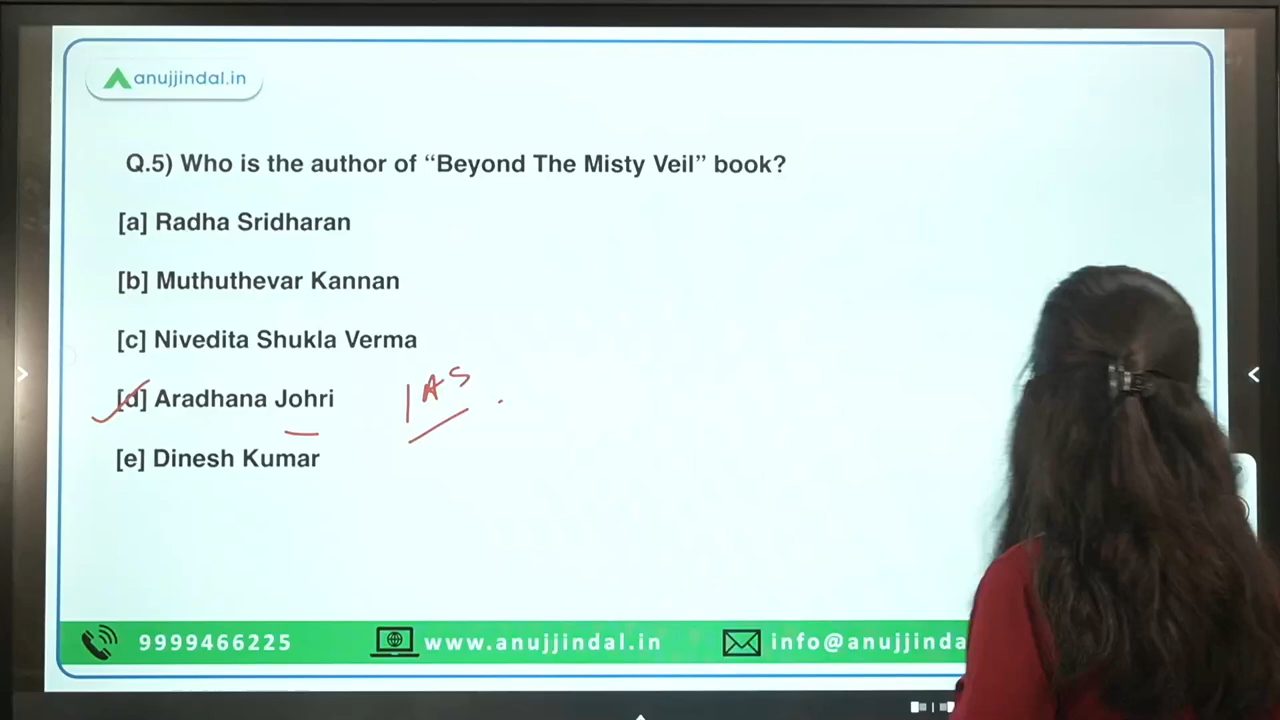 anujjindal.in
Q.5) Who is the author of “Beyond The Misty Veil” book?
[a] Radha Sridharan
[b] Muthuthevar Kannan
[c] Nivedita Shukla Verma
[d] Aradhana Johri IAS
[e] Dinesh Kumar
9999466225 www.anujjindal.in info@anujjinda